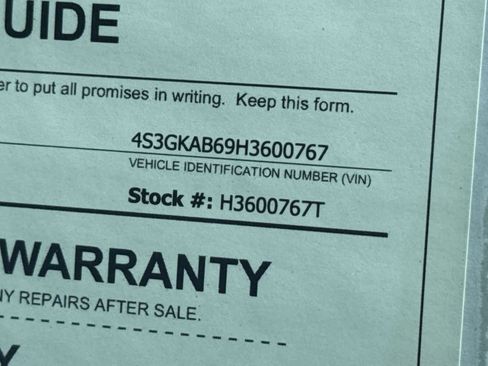 UIDE
er to put all promises in writing. Keep this form.
4S3GKAB69H3600767
VEHICLE IDENTIFICATION NUMBER (VIN)
Stock #: H3600767T
WARRANTY
NY REPAIRS AFTER SALE.
Y